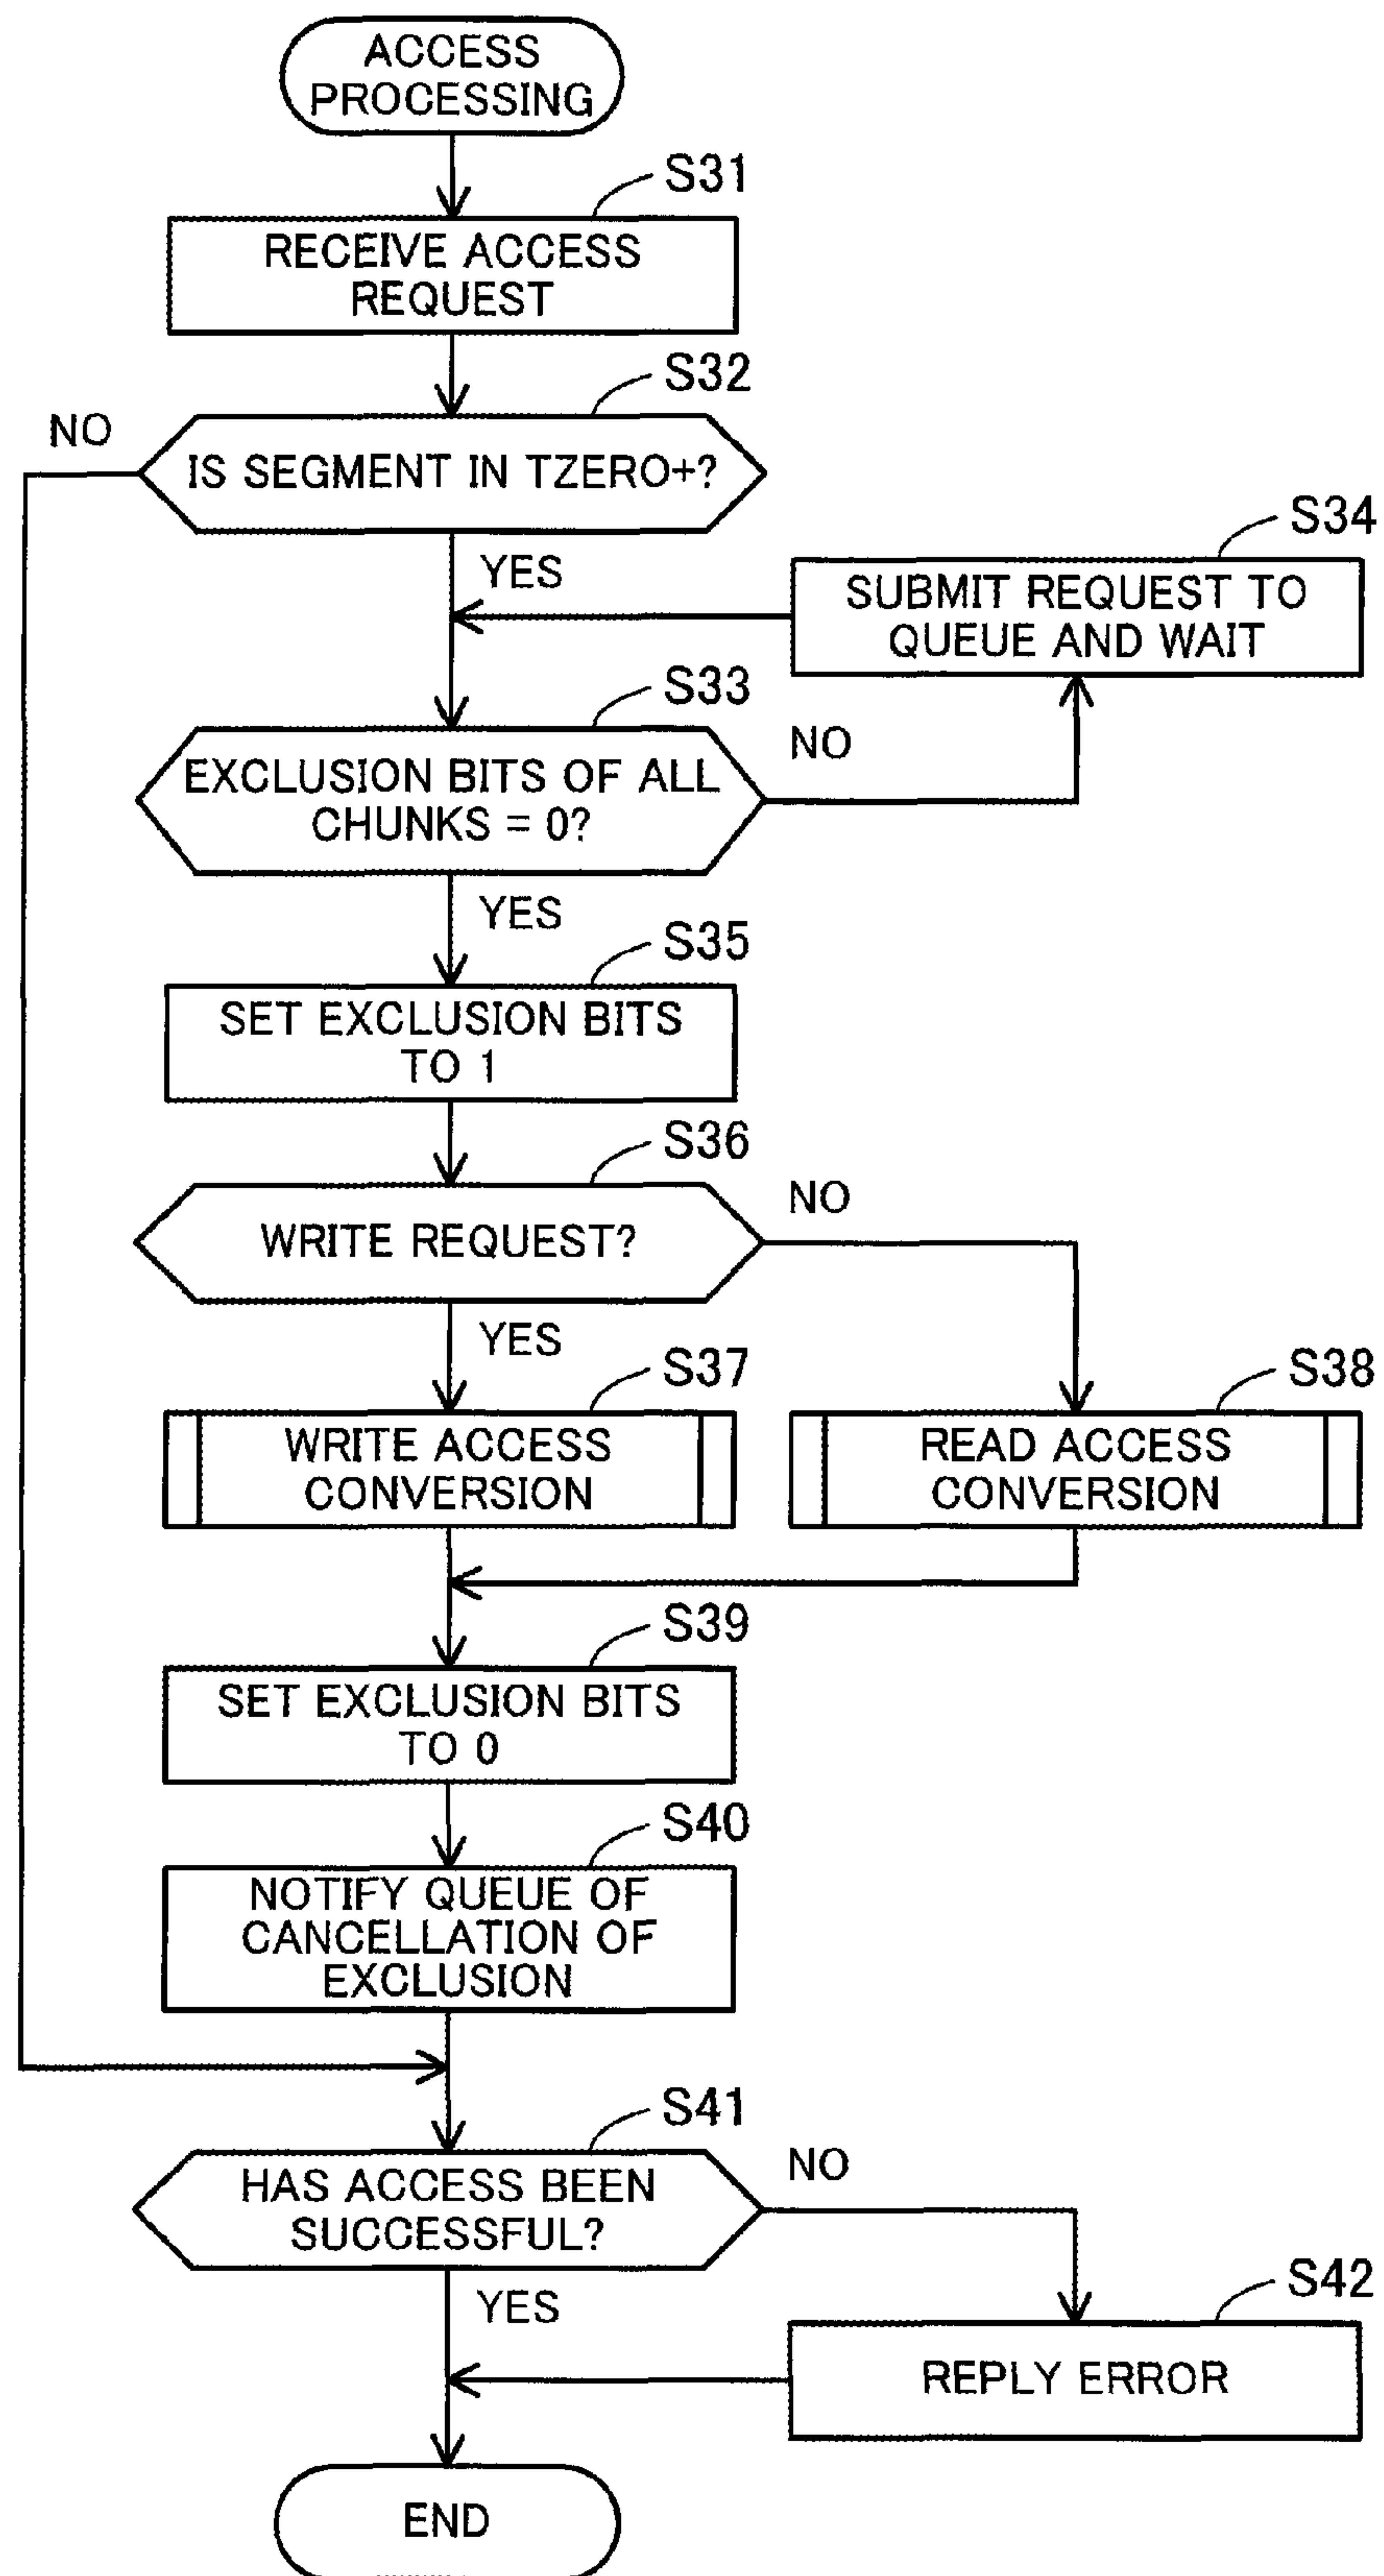 ACCESS
PROCESSING
S31
RECEIVE ACCESS
REQUEST
S32
NO
IS SEGMENT IN TZERO+?
YES
S34
SUBMIT REQUEST TO
QUEUE AND WAIT
S33
EXCLUSION BITS OF ALL
CHUNKS = 0?
NO
YES
S35
SET EXCLUSION BITS
TO 1
S36
WRITE REQUEST?
NO
YES
S37
WRITE ACCESS
CONVERSION
S38
READ ACCESS
CONVERSION
S39
SET EXCLUSION BITS
TO 0
S40
NOTIFY QUEUE OF
CANCELLATION OF
EXCLUSION
S41
HAS ACCESS BEEN
SUCCESSFUL?
NO
YES
S42
REPLY ERROR
END